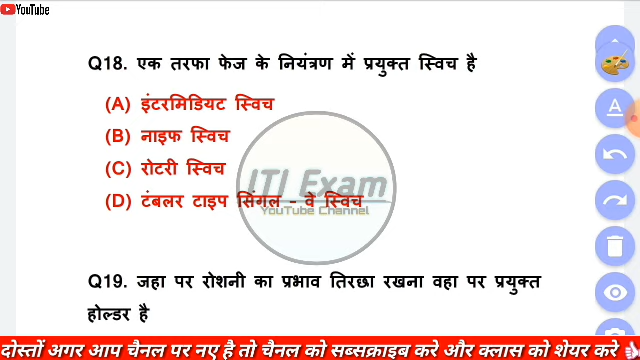 YouTube
Q18. एक तरफा फेज के नियंत्रण में प्रयुक्त स्विच है
(A) इंटरमिडियट स्विच
(B) नाइफ स्विच
(C) रोटरी स्विच
(D) टंबलर टाइप सिंगल - वे स्विच
ITI Exam
YouTube Channel
Q19. जहा पर रोशनी का प्रभाव तिरछा रखना वहा पर प्रयुक्त
होल्डर है
दोस्तों अगर आप चैनल पर नए है तो चैनल को सब्सक्राइब करे और क्लास को शेयर करे